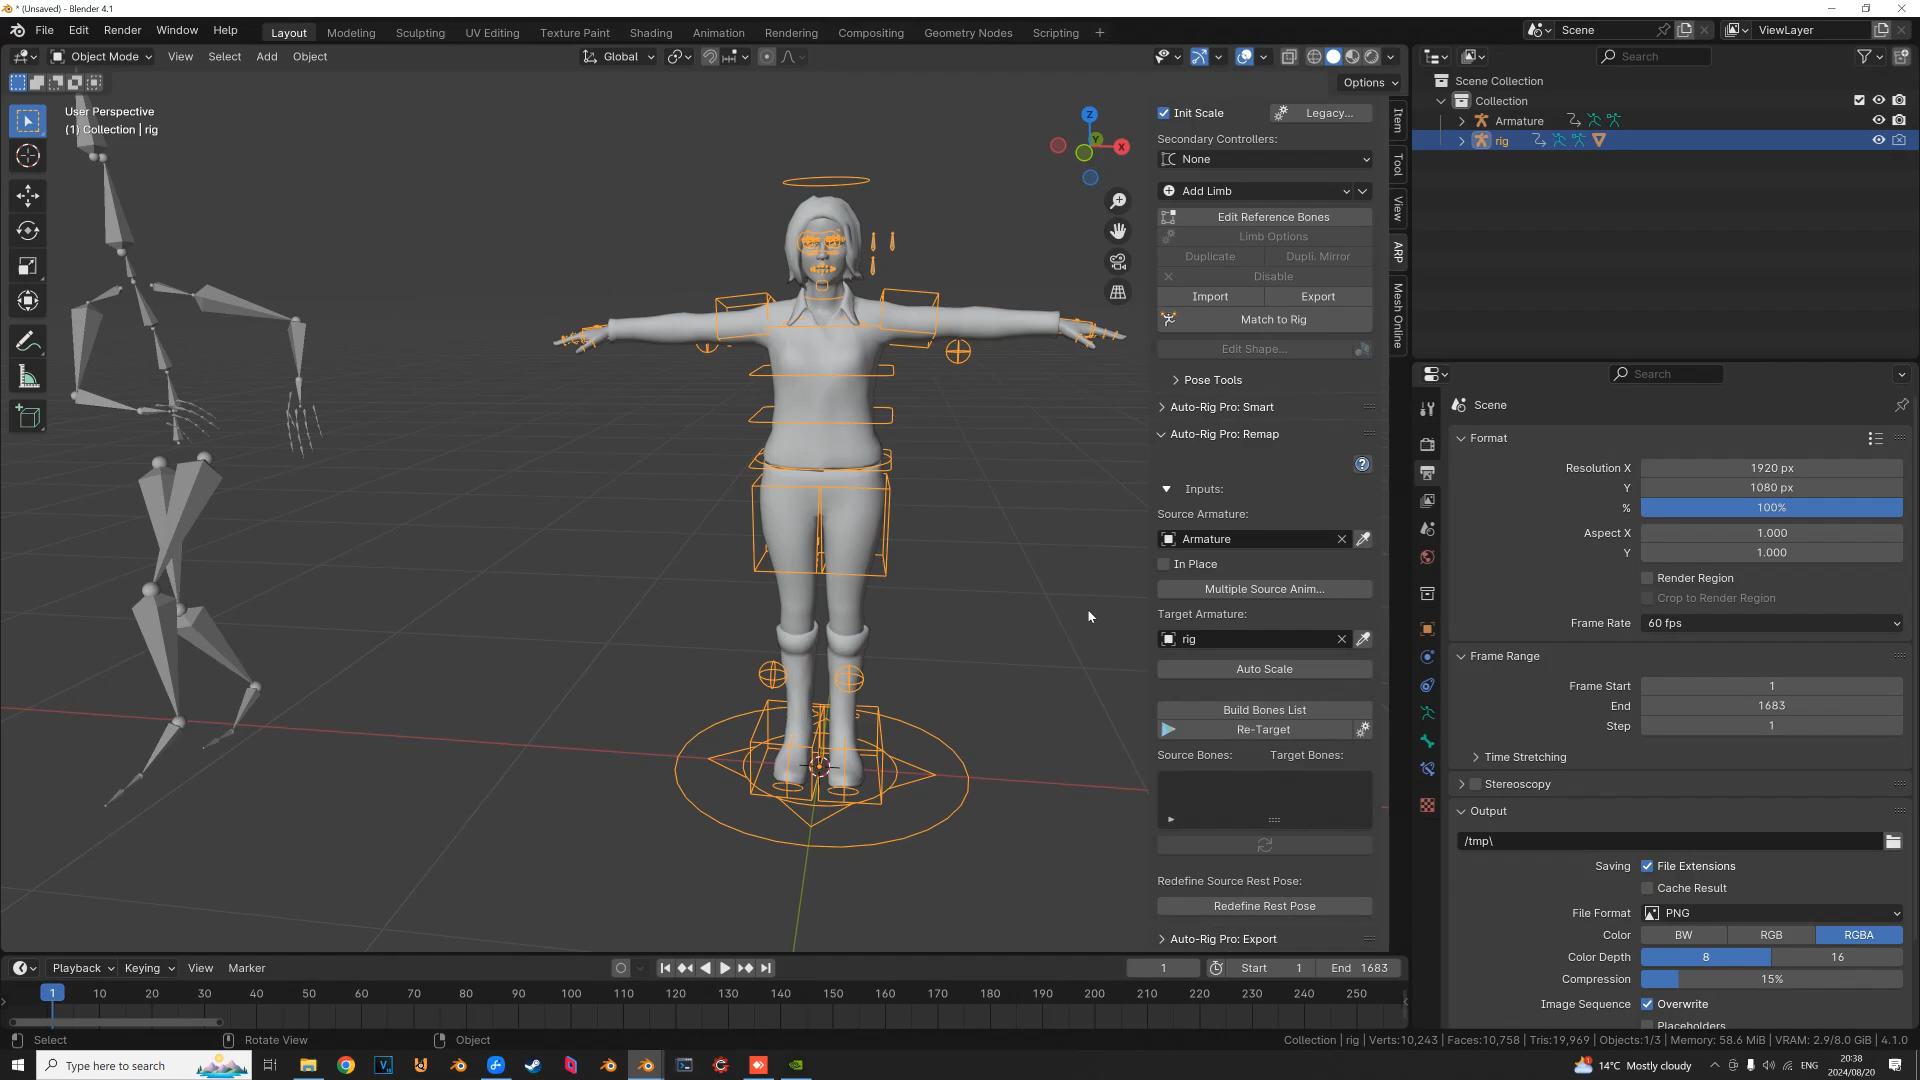 * (Unsaved) - Blender 4.1
File Edit Render Window Help Layout Modeling Sculpting UV Editing Texture Paint Shading Animation Rendering Compositing Geometry Nodes Scripting + Scene ViewLayer
Object Mode View Select Add Object Global Search
Options
User Perspective
(1) Collection | rig
Z
Y
X
Init Scale Legacy...
Secondary Controllers:
None
Add Limb
Edit Reference Bones
Limb Options
Duplicate Dupli. Mirror
Disable
Import Export
Match to Rig
Edit Shape...
Pose Tools
Auto-Rig Pro: Smart
Auto-Rig Pro: Remap
?
Inputs:
Source Armature:
Armature
In Place
Multiple Source Anim...
Target Armature:
rig
Auto Scale
Build Bones List
Re-Target
Source Bones: Target Bones:
Redefine Source Rest Pose:
Redefine Rest Pose
Auto-Rig Pro: Export
Item
Tool
View
ARP
Mesh Online
Scene Collection
Collection
Armature
rig
Search
Scene
Format
Resolution X 1920 px
Y 1080 px
% 100%
Aspect X 1.000
Y 1.000
Render Region
Crop to Render Region
Frame Rate 60 fps
Frame Range
Frame Start 1
End 1683
Step 1
Time Stretching
Stereoscopy
Output
/tmp\
Saving File Extensions
Cache Result
File Format PNG
Color BW RGB RGBA
Color Depth 8 16
Compression 15%
Image Sequence Overwrite
Placeholders
Playback Keying View Marker 1 Start 1 End 1683
1 10 20 30 40 50 60 70 80 90 100 110 120 130 140 150 160 170 180 190 200 210 220 230 240 250
Select Rotate View Object Collection | rig | Verts:10,243 | Faces:10,758 | Tris:19,969 | Objects:1/3 | Memory: 58.6 MiB | VRAM: 2.9/8.0 GiB | 4.1.0
Type here to search 14°C Mostly cloudy ENG 20:38
2024/08/20